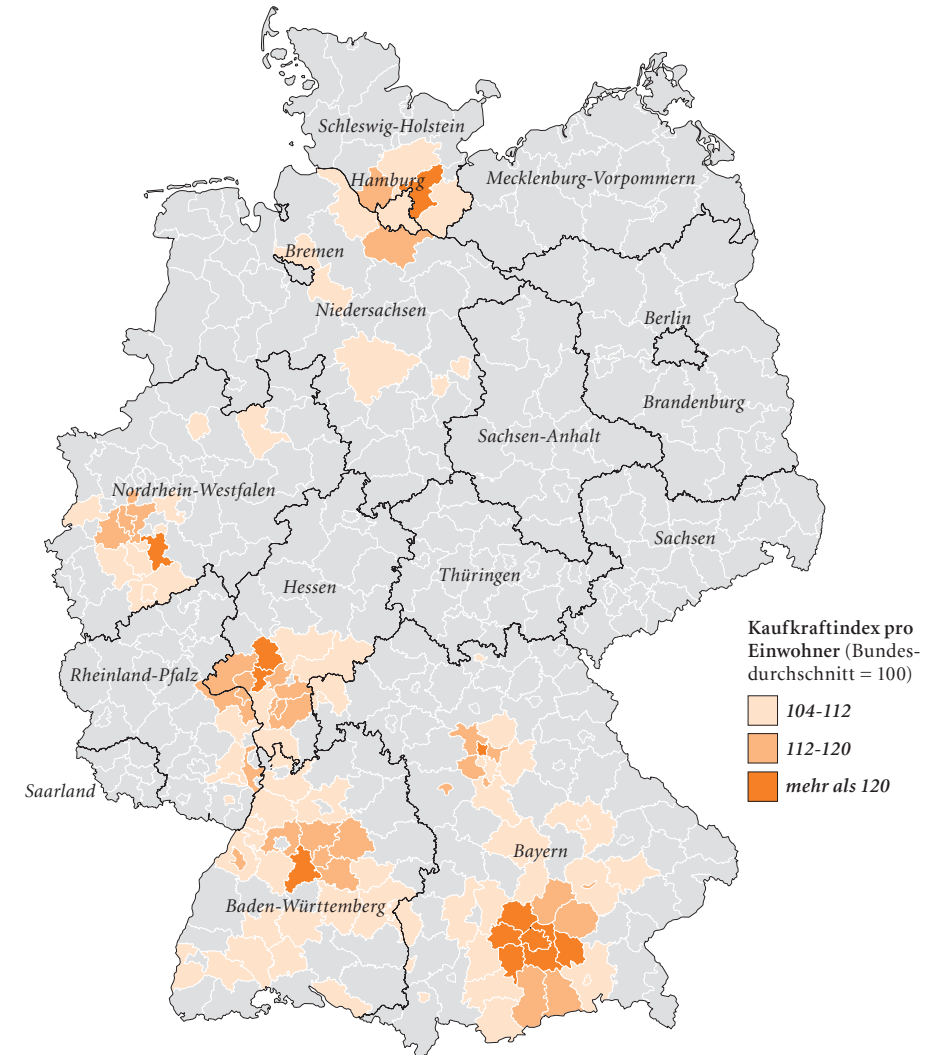 Schleswig-Holstein
Hamburg
Mecklenburg-Vorpommern
Bremen
Niedersachsen
Berlin
Brandenburg
Sachsen-Anhalt
Nordrhein-Westfalen
Sachsen
Thüringen
Hessen
Rheinland-Pfalz
Saarland
Bayern
Baden-Württemberg
Kaufkraftindex pro
Einwohner (Bundes-
durchschnitt = 100)
104-112
112-120
mehr als 120